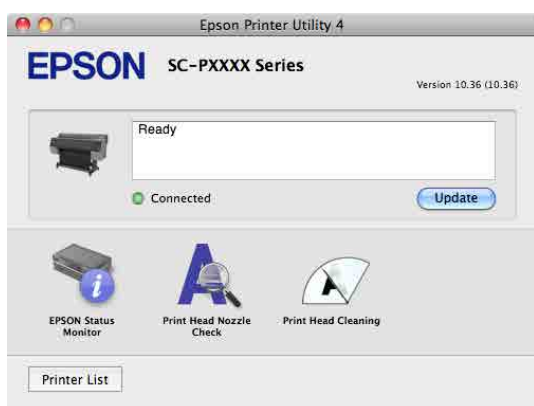 Epson Printer Utility 4
EPSON SC-PXXXX Series
Version 10.36 (10.36)
Ready
Connected
Update
EPSON Status
Monitor
Print Head Nozzle
Check
Print Head Cleaning
Printer List